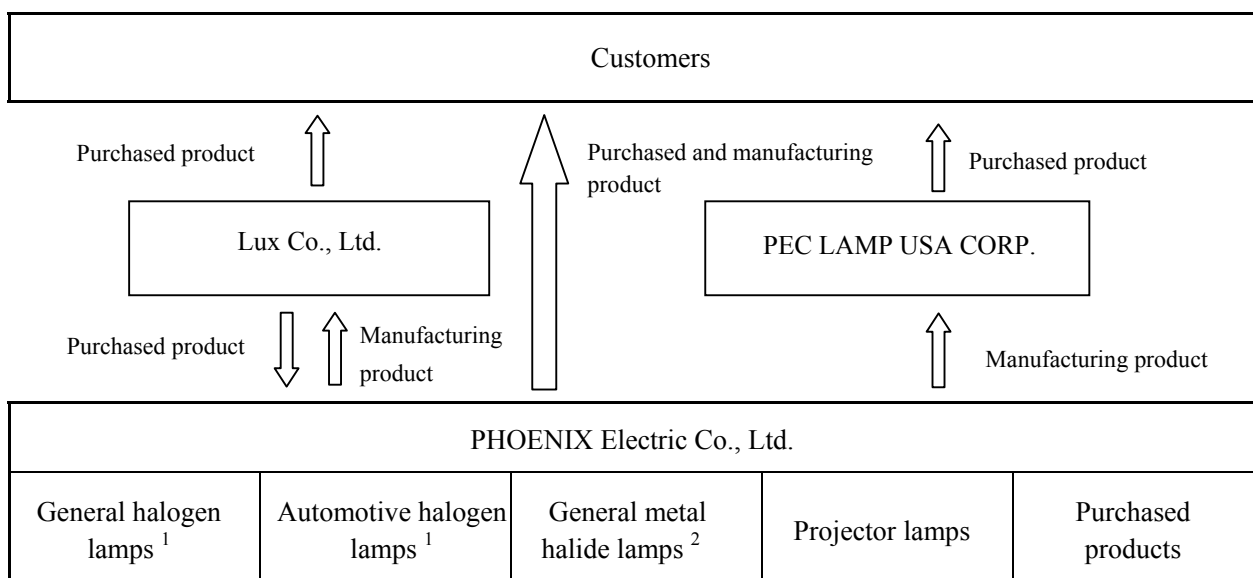 Customers
Purchased product
Purchased and manufacturing
product
Purchased product
Lux Co., Ltd.
PEC LAMP USA CORP.
Purchased product
Manufacturing
product
Manufacturing product
PHOENIX Electric Co., Ltd.
General halogen
lamps 1
Automotive halogen
lamps 1
General metal
halide lamps 2
Projector lamps
Purchased
products